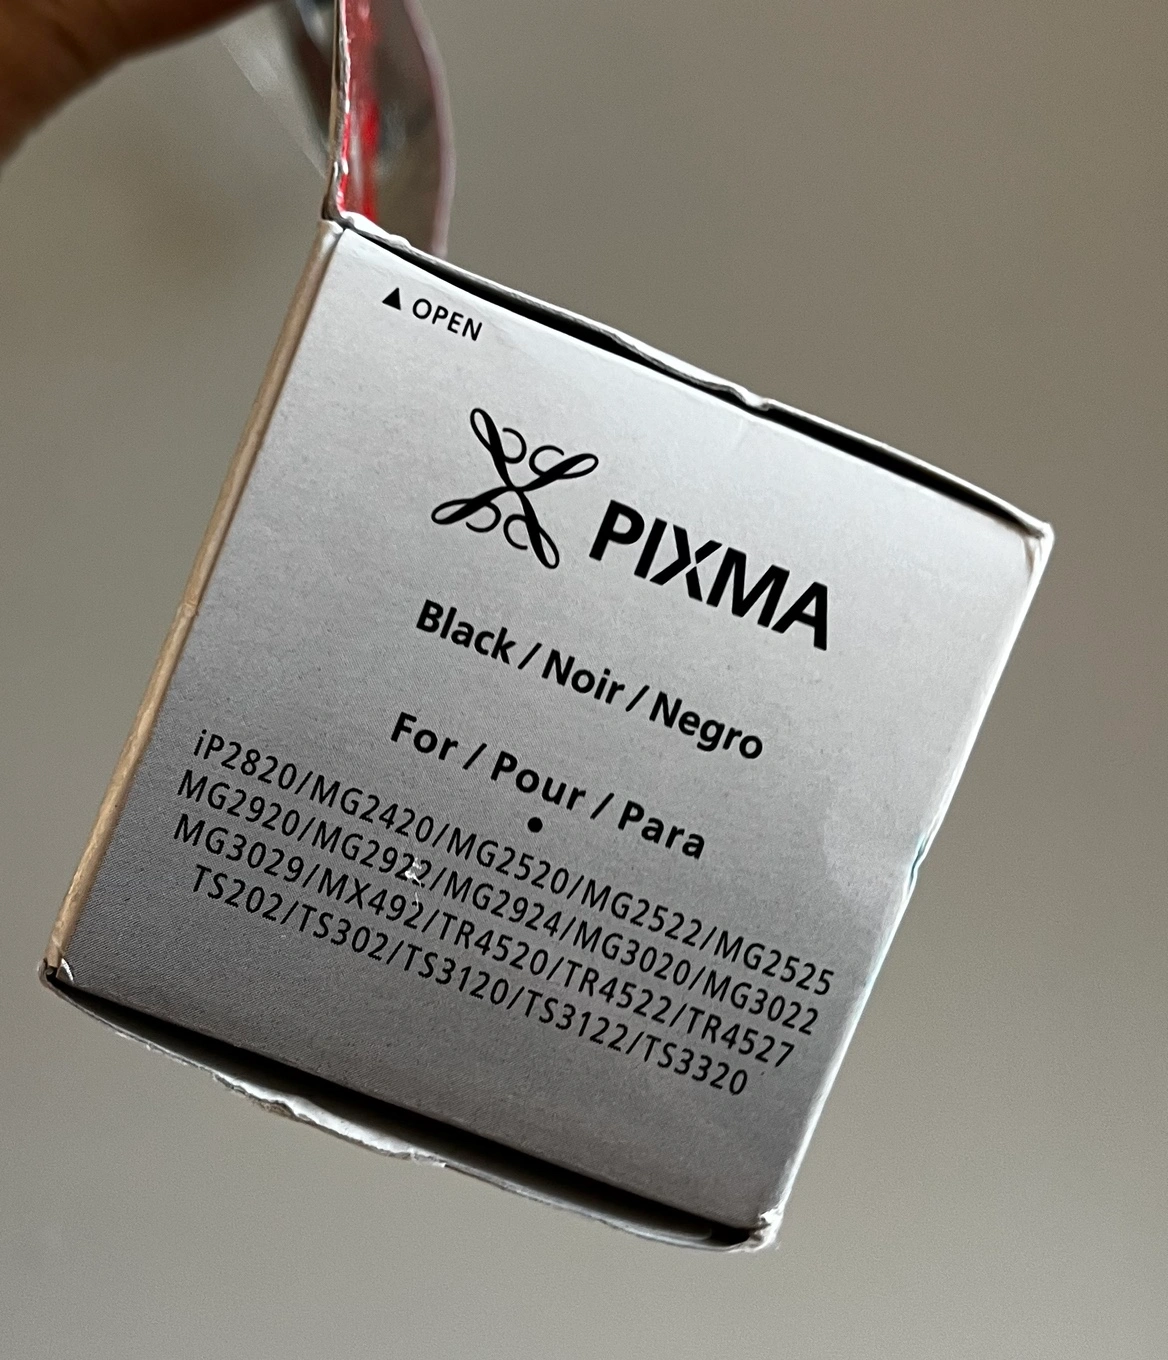 ▲ OPEN
PIXMA
Black / Noir / Negro
For / Pour / Para
•
iP2820/MG2420/MG2520/MG2522/MG2525
MG2920/MG2922/MG2924/MG3020/MG3022
MG3029/MX492/TR4520/TR4522/TR4527
TS202/TS302/TS3120/TS3122/TS3320